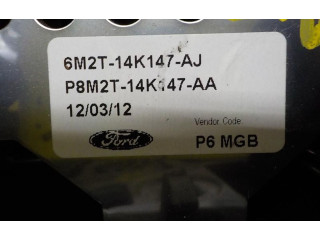 6M2T-14K147-AJ
P8M2T-14K147-AA
12/03/12
Vendor Code
Ford
P6 MGB